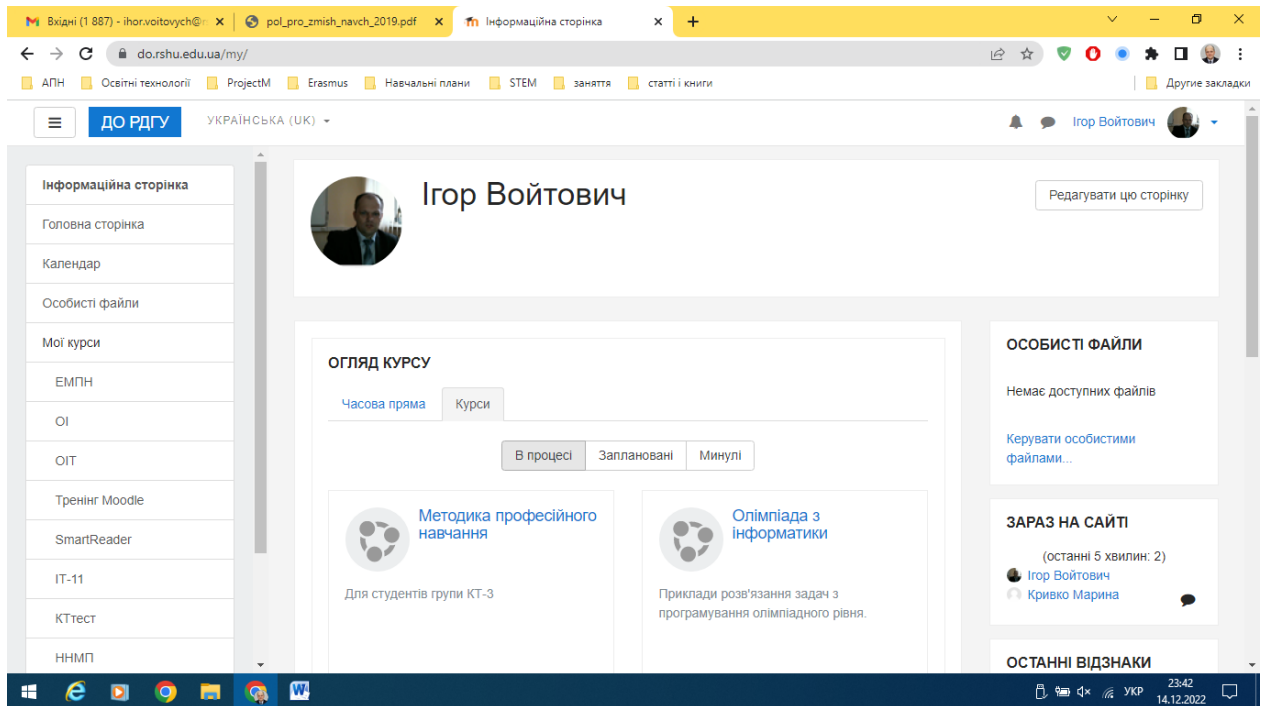 Вхідні (1 887) - ihor.voitovych@
pol_pro_zmish_navch_2019.pdf
Інформаційна сторінка
do.rshu.edu.ua/my/
АПН
Освітні технології
ProjectM
Erasmus
Навчальні плани
STEM
заняття
статті і книги
Другие закладки
ДО РДГУ
УКРАЇНСЬКА (UK)
Ігор Войтович
Інформаційна сторінка
Головна сторінка
Календар
Особисті файли
Мої курси
ЕМПН
ОІ
ОІТ
Тренінг Moodle
SmartReader
ІТ-11
КТтест
ННМП
Ігор Войтович
Редагувати цю сторінку
ОГЛЯД КУРСУ
Часова пряма
Курси
В процесі
Заплановані
Минулі
Методика професійного
навчання
Для студентів групи КТ-3
Олімпіада з
інформатики
Приклади розв'язання задач з
програмування олімпіадного рівня.
ОСОБИСТІ ФАЙЛИ
Немає доступних файлів
Керувати особистими
файлами...
ЗАРАЗ НА САЙТІ
(останні 5 хвилин: 2)
Ігор Войтович
Кривко Марина
ОСТАННІ ВІДЗНАКИ
УКР
23:42
14.12.2022